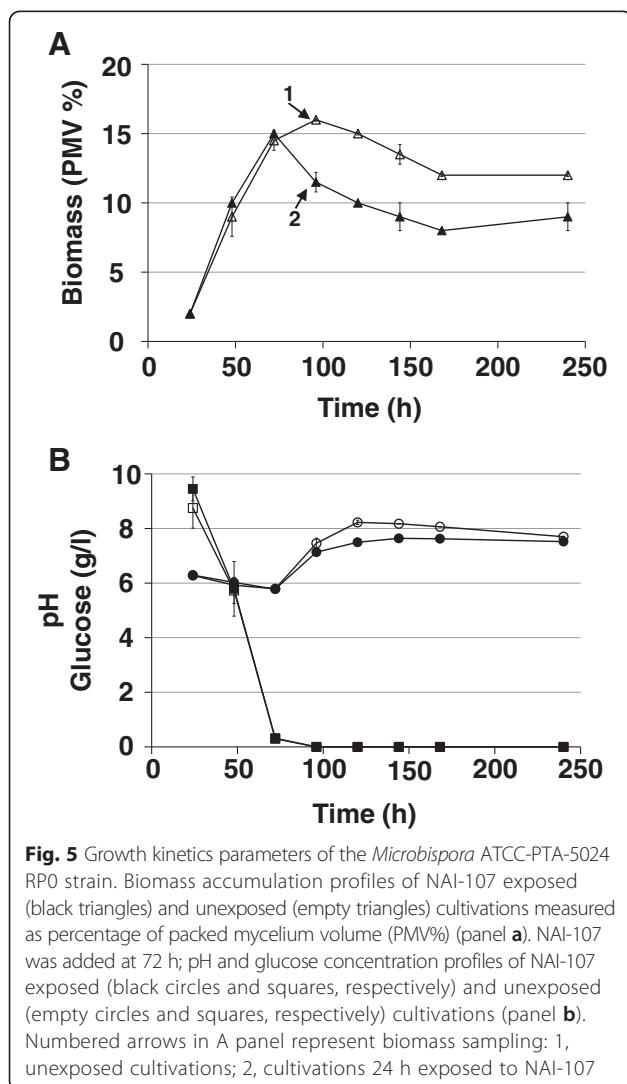 A
20
15
10
5
0
Biomass (PMV %)
1
2
0
50
100
150
200
250
Time (h)
B
10
8
6
4
2
0
pH
Glucose (g/l)
0
50
100
150
200
250
Time (h)
Fig. 5 Growth kinetics parameters of the Microbispora ATCC-PTA-5024
RP0 strain. Biomass accumulation profiles of NAI-107 exposed
(black triangles) and unexposed (empty triangles) cultivations measured
as percentage of packed mycelium volume (PMV%) (panel a). NAI-107
was added at 72 h; pH and glucose concentration profiles of NAI-107
exposed (black circles and squares, respectively) and unexposed
(empty circles and squares, respectively) cultivations (panel b).
Numbered arrows in A panel represent biomass sampling: 1,
unexposed cultivations; 2, cultivations 24 h exposed to NAI-107